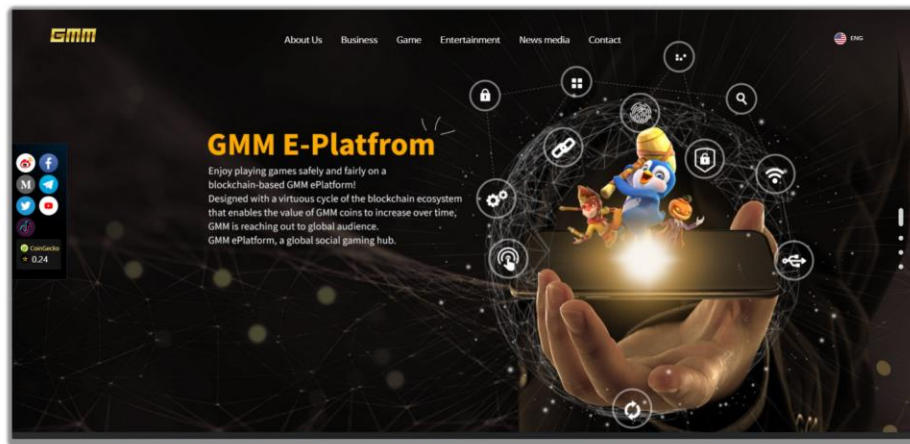 GMM
About Us Business Game Entertainment News media Contact
ENG
GMM E-Platfrom
Enjoy playing games safely and fairly on a
blockchain-based GMM ePlatform!
Designed with a virtuous cycle of the blockchain ecosystem
that enables the value of GMM coins to increase over time,
GMM is reaching out to global audience.
GMM ePlatform, a global social gaming hub.
M
CoinGecko
0.24